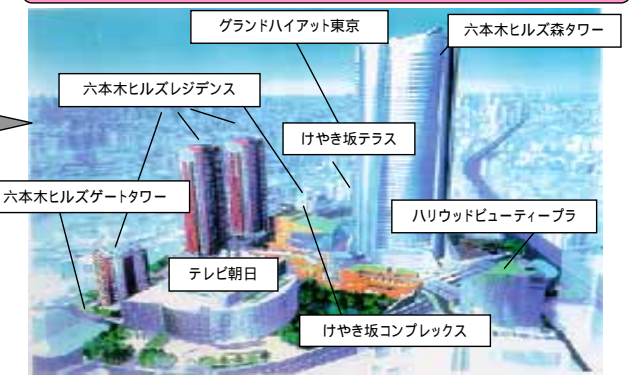 グランドハイアット東京
六本木ヒルズ森タワー
六本木ヒルズレジデンス
けやき坂テラス
六本木ヒルズゲートタワー
ハリウッドビューティープラ
テレビ朝日
けやき坂コンプレックス